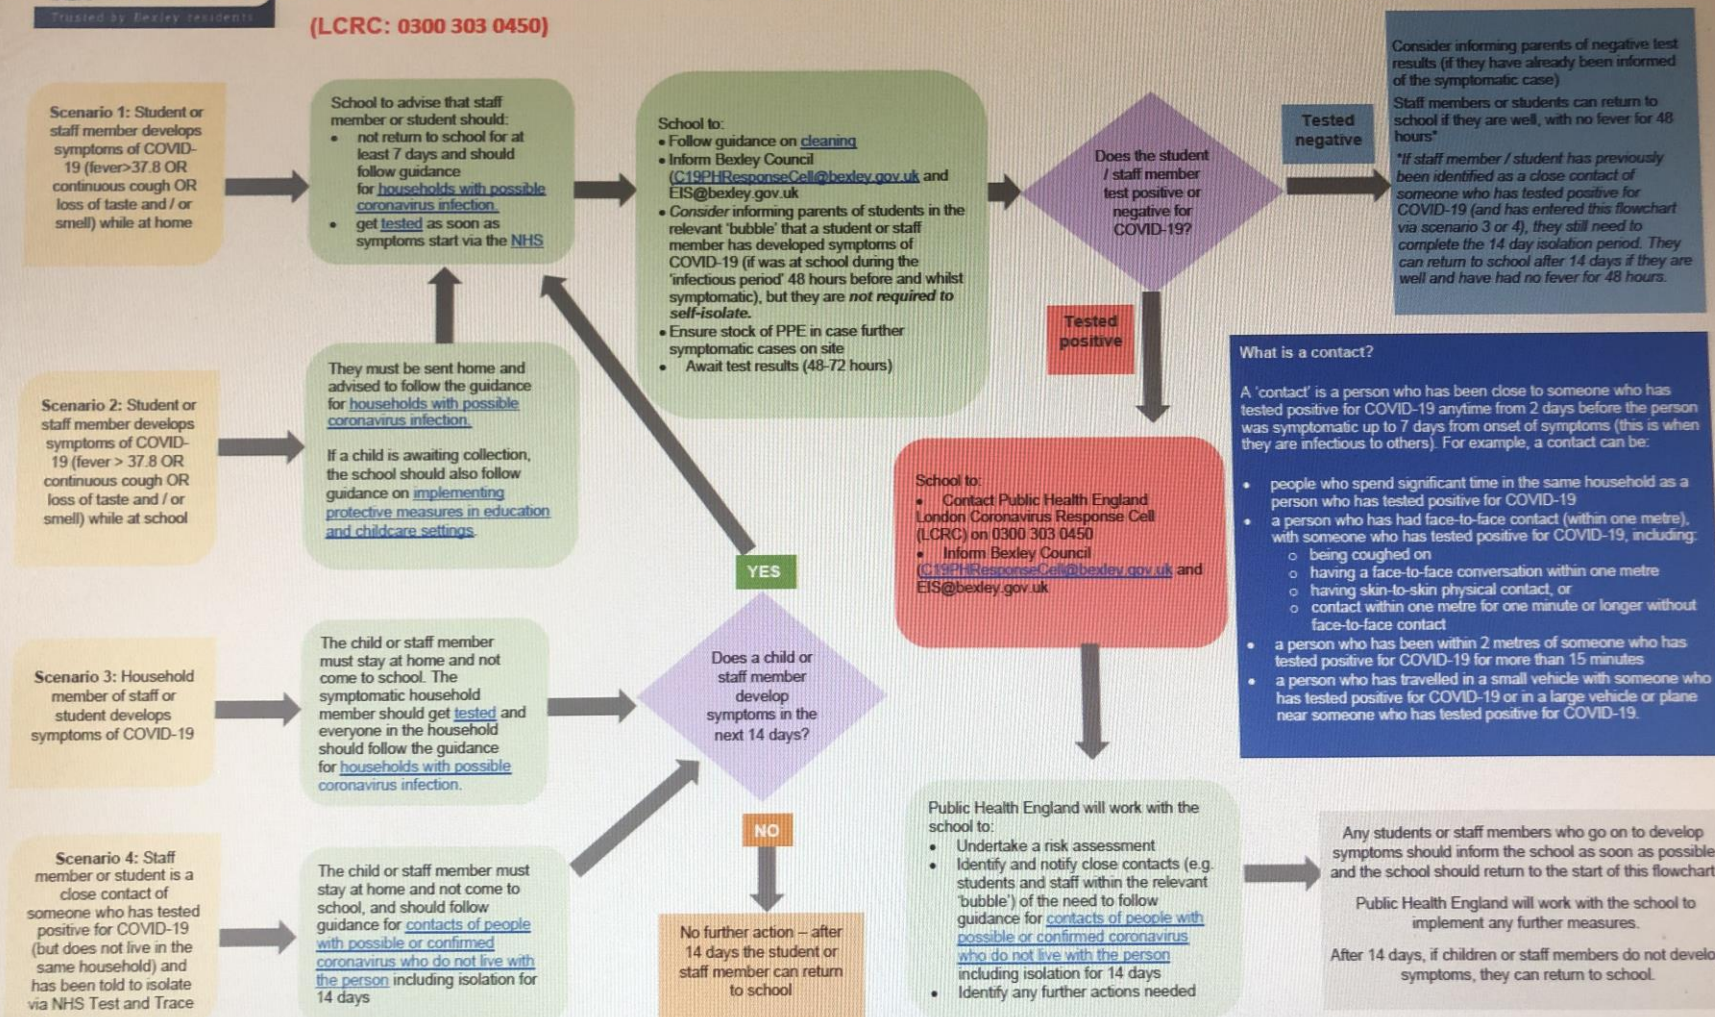 Trusted by Bexley residents
(LCRC: 0300 303 0450)
Scenario 1: Student or
staff member develops
symptoms of COVID-
19 (fever>37.8 OR
continuous cough OR
loss of taste and / or
smell) while at home
School to advise that staff
member or student should:
• not return to school for at
least 7 days and should
follow guidance
for households with possible
coronavirus infection.
• get tested as soon as
symptoms start via the NHS
School to:
• Follow guidance on cleaning
• Inform Bexley Council
(C19PHResponseCell@bexley.gov.uk and
EIS@bexley.gov.uk
• Consider informing parents of students in the
relevant 'bubble' that a student or staff
member has developed symptoms of
COVID-19 (if was at school during the
'infectious period' 48 hours before and whilst
symptomatic), but they are not required to
self-isolate.
• Ensure stock of PPE in case further
symptomatic cases on site
• Await test results (48-72 hours)
Does the student
/ staff member
test positive or
negative for
COVID-19?
Tested
negative
Consider informing parents of negative test
results (if they have already been informed
of the symptomatic case)
Staff members or students can return to
school if they are well, with no fever for 48
hours*
*If staff member / student has previously
been identified as a close contact of
someone who has tested positive for
COVID-19 (and has entered this flowchart
via scenario 3 or 4), they still need to
complete the 14 day isolation period. They
can return to school after 14 days if they are
well and have had no fever for 48 hours.
Tested
positive
Scenario 2: Student or
staff member develops
symptoms of COVID-
19 (fever > 37.8 OR
continuous cough OR
loss of taste and / or
smell) while at school
They must be sent home and
advised to follow the guidance
for households with possible
coronavirus infection.
If a child is awaiting collection,
the school should also follow
guidance on implementing
protective measures in education
and childcare settings.
School to:
• Contact Public Health England
London Coronavirus Response Cell
(LCRC) on 0300 303 0450
• Inform Bexley Council
(C19PHResponseCell@bexley.gov.uk and
EIS@bexley.gov.uk
What is a contact?
A 'contact' is a person who has been close to someone who has
tested positive for COVID-19 anytime from 2 days before the person
was symptomatic up to 7 days from onset of symptoms (this is when
they are infectious to others). For example, a contact can be:
• people who spend significant time in the same household as a
person who has tested positive for COVID-19
• a person who has had face-to-face contact (within one metre),
with someone who has tested positive for COVID-19, including:
o being coughed on
o having a face-to-face conversation within one metre
o having skin-to-skin physical contact, or
o contact within one metre for one minute or longer without
face-to-face contact
• a person who has been within 2 metres of someone who has
tested positive for COVID-19 for more than 15 minutes
• a person who has travelled in a small vehicle with someone who
has tested positive for COVID-19 or in a large vehicle or plane
near someone who has tested positive for COVID-19.
YES
Scenario 3: Household
member of staff or
student develops
symptoms of COVID-19
The child or staff member
must stay at home and not
come to school. The
symptomatic household
member should get tested and
everyone in the household
should follow the guidance
for households with possible
coronavirus infection.
Does a child or
staff member
develop
symptoms in the
next 14 days?
NO
Scenario 4: Staff
member or student is a
close contact of
someone who has tested
positive for COVID-19
(but does not live in the
same household) and
has been told to isolate
via NHS Test and Trace
The child or staff member must
stay at home and not come to
school, and should follow
guidance for contacts of people
with possible or confirmed
coronavirus who do not live with
the person including isolation for
14 days
No further action – after
14 days the student or
staff member can return
to school
Public Health England will work with the
school to:
• Undertake a risk assessment
• Identify and notify close contacts (e.g.
students and staff within the relevant
'bubble') of the need to follow
guidance for contacts of people with
possible or confirmed coronavirus
who do not live with the person
including isolation for 14 days
• Identify any further actions needed
Any students or staff members who go on to develop
symptoms should inform the school as soon as possible
and the school should return to the start of this flowchart
Public Health England will work with the school to
implement any further measures.
After 14 days, if children or staff members do not develo
symptoms, they can return to school.